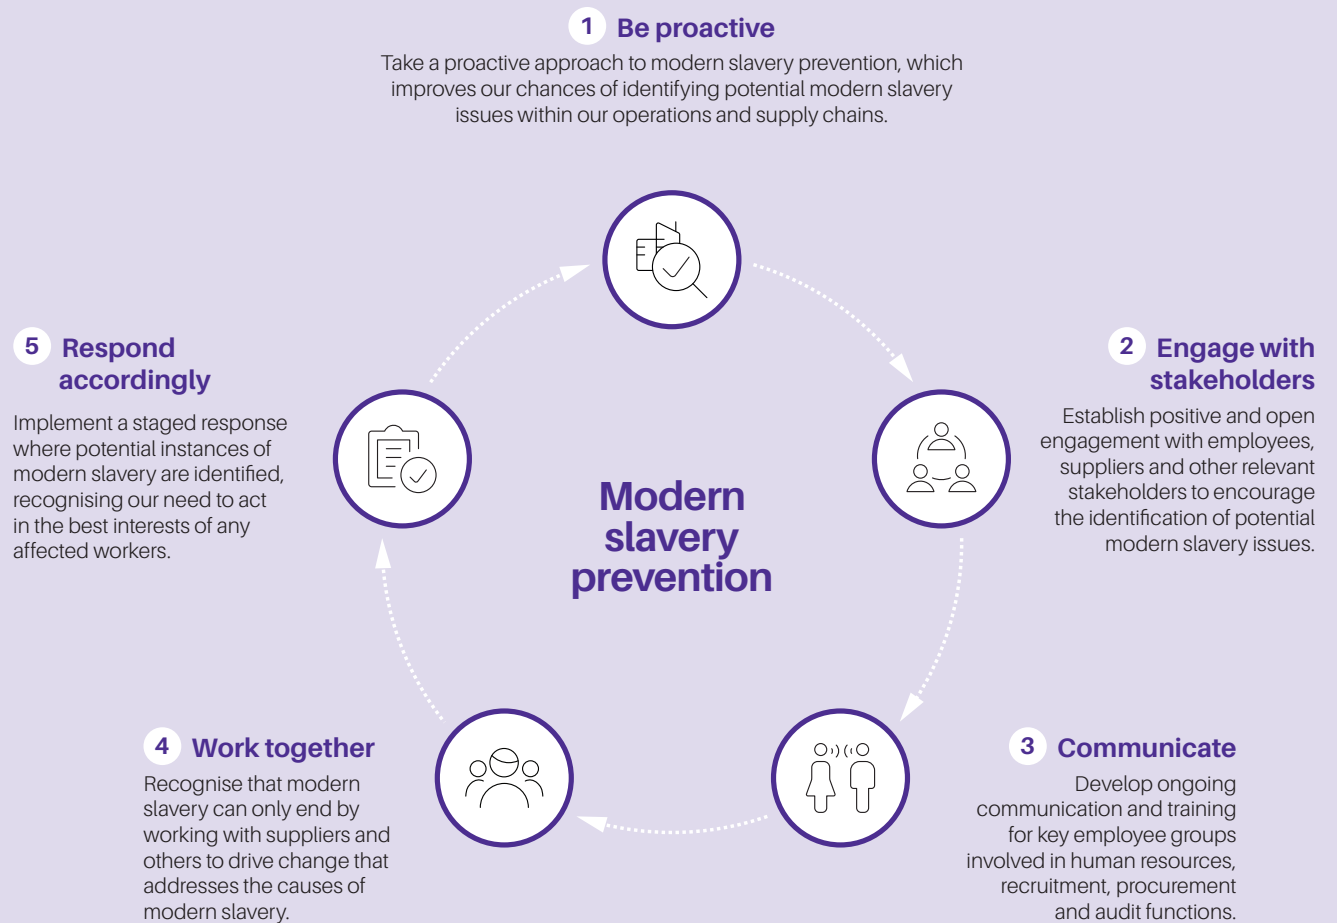 1 Be proactive
Take a proactive approach to modern slavery prevention, which
improves our chances of identifying potential modern slavery
issues within our operations and supply chains.
2 Engage with
stakeholders
Establish positive and open
engagement with employees,
suppliers and other relevant
stakeholders to encourage
the identification of potential
modern slavery issues.
3 Communicate
Develop ongoing
communication and training
for key employee groups
involved in human resources,
recruitment, procurement
and audit functions.
4 Work together
Recognise that modern
slavery can only end by
working with suppliers and
others to drive change that
addresses the causes of
modern slavery.
5 Respond
accordingly
Implement a staged response
where potential instances of
modern slavery are identified,
recognising our need to act
in the best interests of any
affected workers.
Modern
slavery
prevention